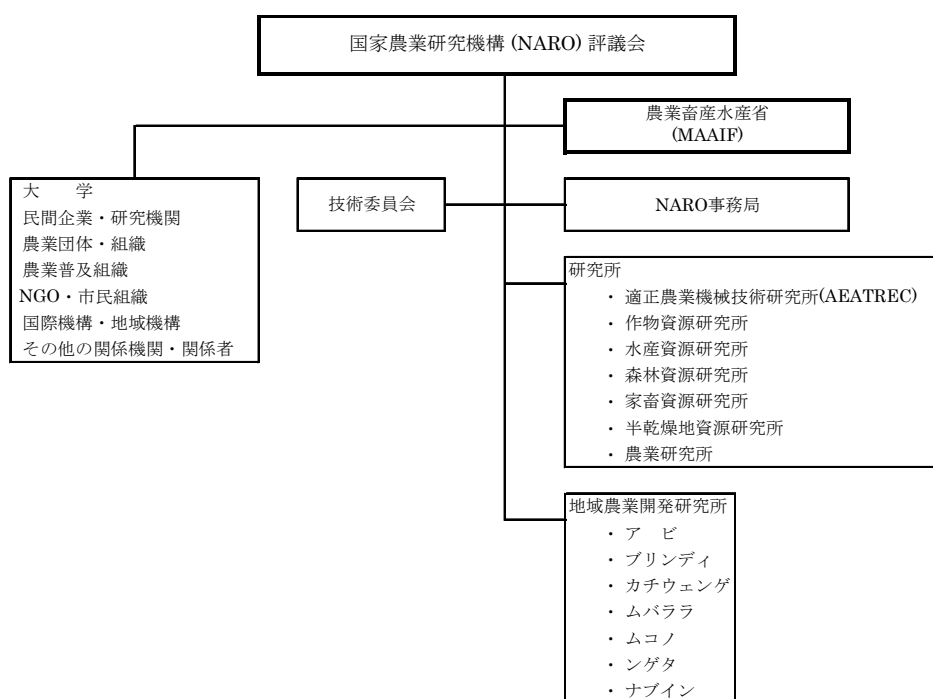 国家農業研究機構 (NARO) 評議会
農業畜産水産省
(MAAIF)
大　学
民間企業・研究機関
農業団体・組織
農業普及組織
NGO・市民組織
国際機構・地域機構
その他の関係機関・関係者
技術委員会
NARO事務局
研究所
・ 適正農業機械技術研究所(AEATREC)
・ 作物資源研究所
・ 水産資源研究所
・ 森林資源研究所
・ 家畜資源研究所
・ 半乾燥地資源研究所
・ 農業研究所
地域農業開発研究所
・ ア　ビ
・ ブリンディ
・ カチウェンゲ
・ ムバララ
・ ムコノ
・ ンゲタ
・ ナブイン